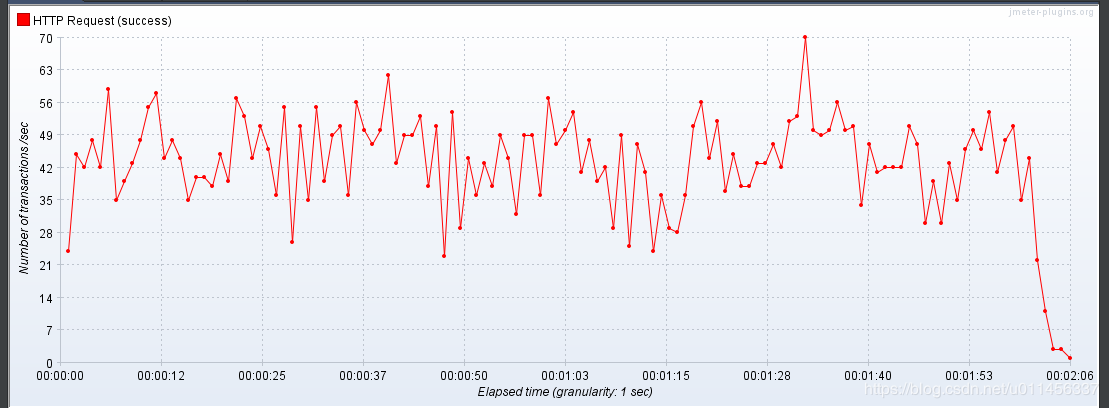 jmeter-plugins.org
HTTP Request (success)
70
63
56
49
42
35
28
21
14
7
0
Number of transactions /sec
00:00:00 00:00:12 00:00:25 00:00:37 00:00:50 00:01:03 00:01:15 00:01:28 00:01:40 00:01:53 00:02:06
Elapsed time (granularity: 1 sec)
https://blog.csdn.net/u011456337